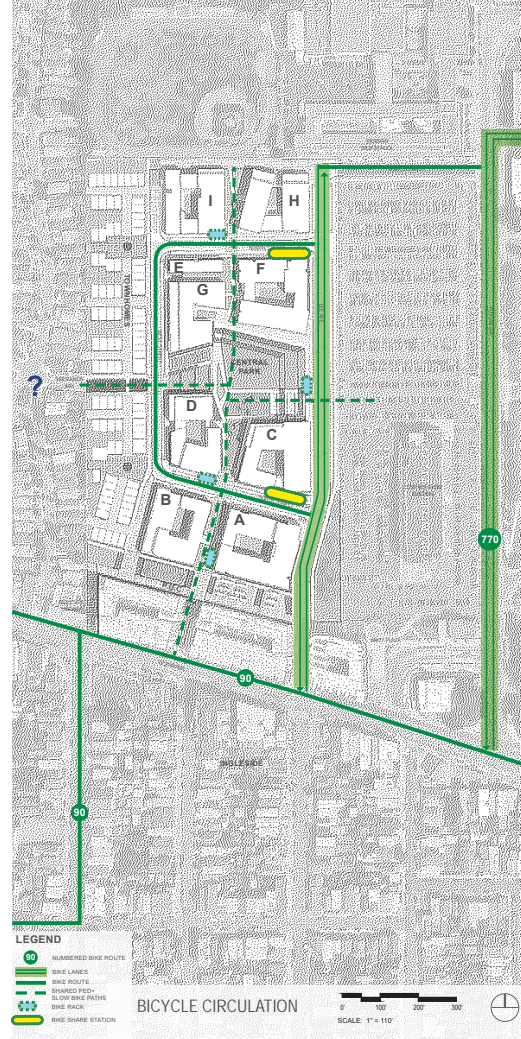 I
H
E
F
G
TOWNHOMES
CENTRAL
PARK
?
D
C
B
A
770
90
INGLESIDE
90
LEGEND
90 NUMBERED BIKE ROUTE
BIKE LANES
BIKE ROUTE
SHARED PED+
SLOW BIKE PATHS
BIKE RACK
BIKE SHARE STATION
BICYCLE CIRCULATION
0' 100' 200' 300'
SCALE: 1" = 110'